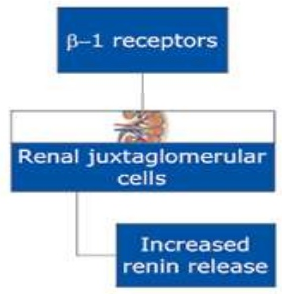 β–1 receptors
Renal juxtaglomerular
cells
Increased
renin release